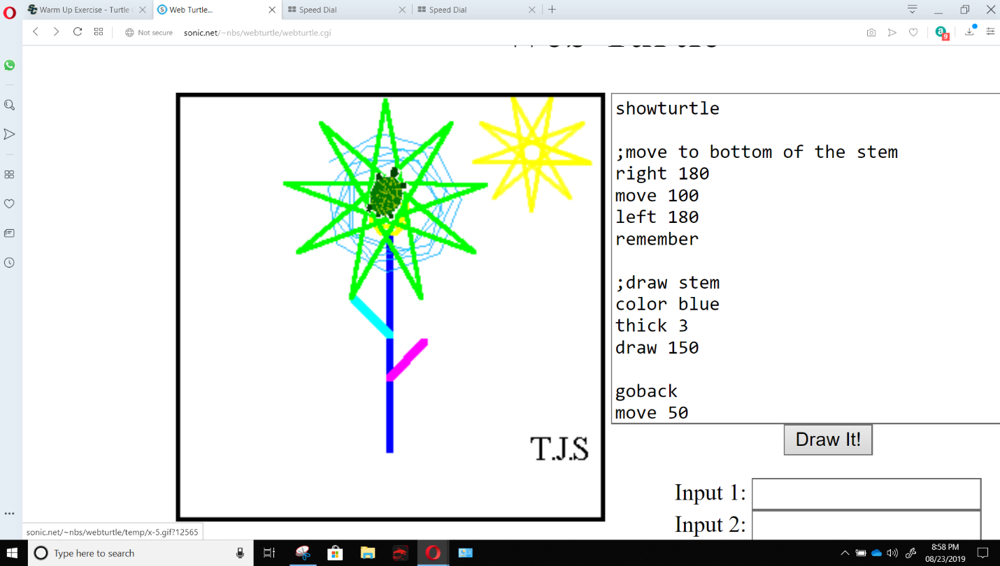 Warm Up Exercise - Turtle
Web Turtle...
Speed Dial
Speed Dial
Not secure
sonic.net/~nbs/webturtle/webturtle.cgi
9
showturtle
;move to bottom of the stem
right 180
move 100
left 180
remember
;draw stem
color blue
thick 3
draw 150
goback
move 50
Draw It!
T.J.S
Input 1:
Input 2:
sonic.net/~nbs/webturtle/temp/x-5.gif?12565
Type here to search
8:58 PM
08/23/2019